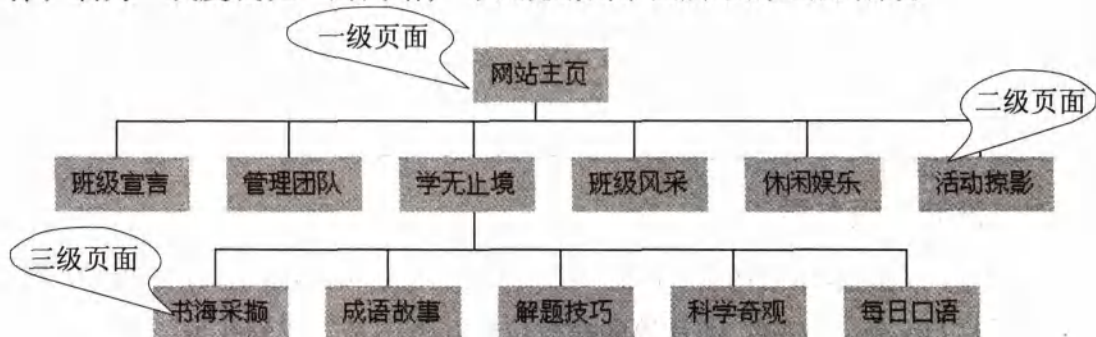 一级页面
网站主页
二级页面
班级宣言 管理团队 学无止境 班级风采 休闲娱乐 活动掠影
三级页面
书海采撷 成语故事 解题技巧 科学奇观 每日口语